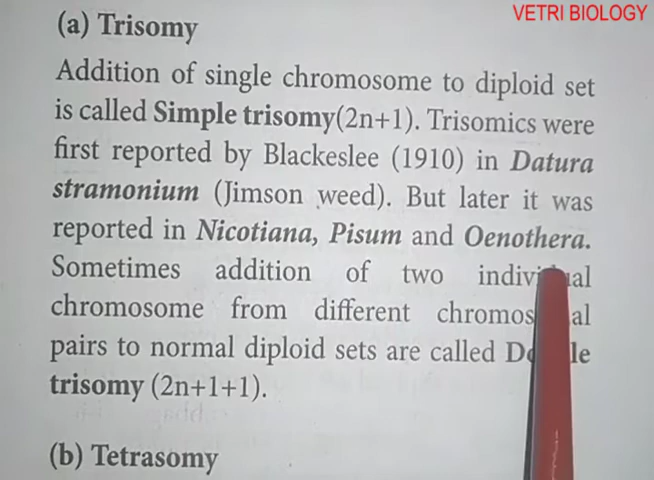 VETRI BIOLOGY
(a) Trisomy
Addition of single chromosome to diploid set
is called Simple trisomy(2n+1). Trisomics were
first reported by Blackeslee (1910) in Datura
stramonium (Jimson weed). But later it was
reported in Nicotiana, Pisum and Oenothera.
Sometimes addition of two
chromosome from different
pairs to normal diploid sets are called
trisomy (2n+1+1).
(b) Tetrasomy